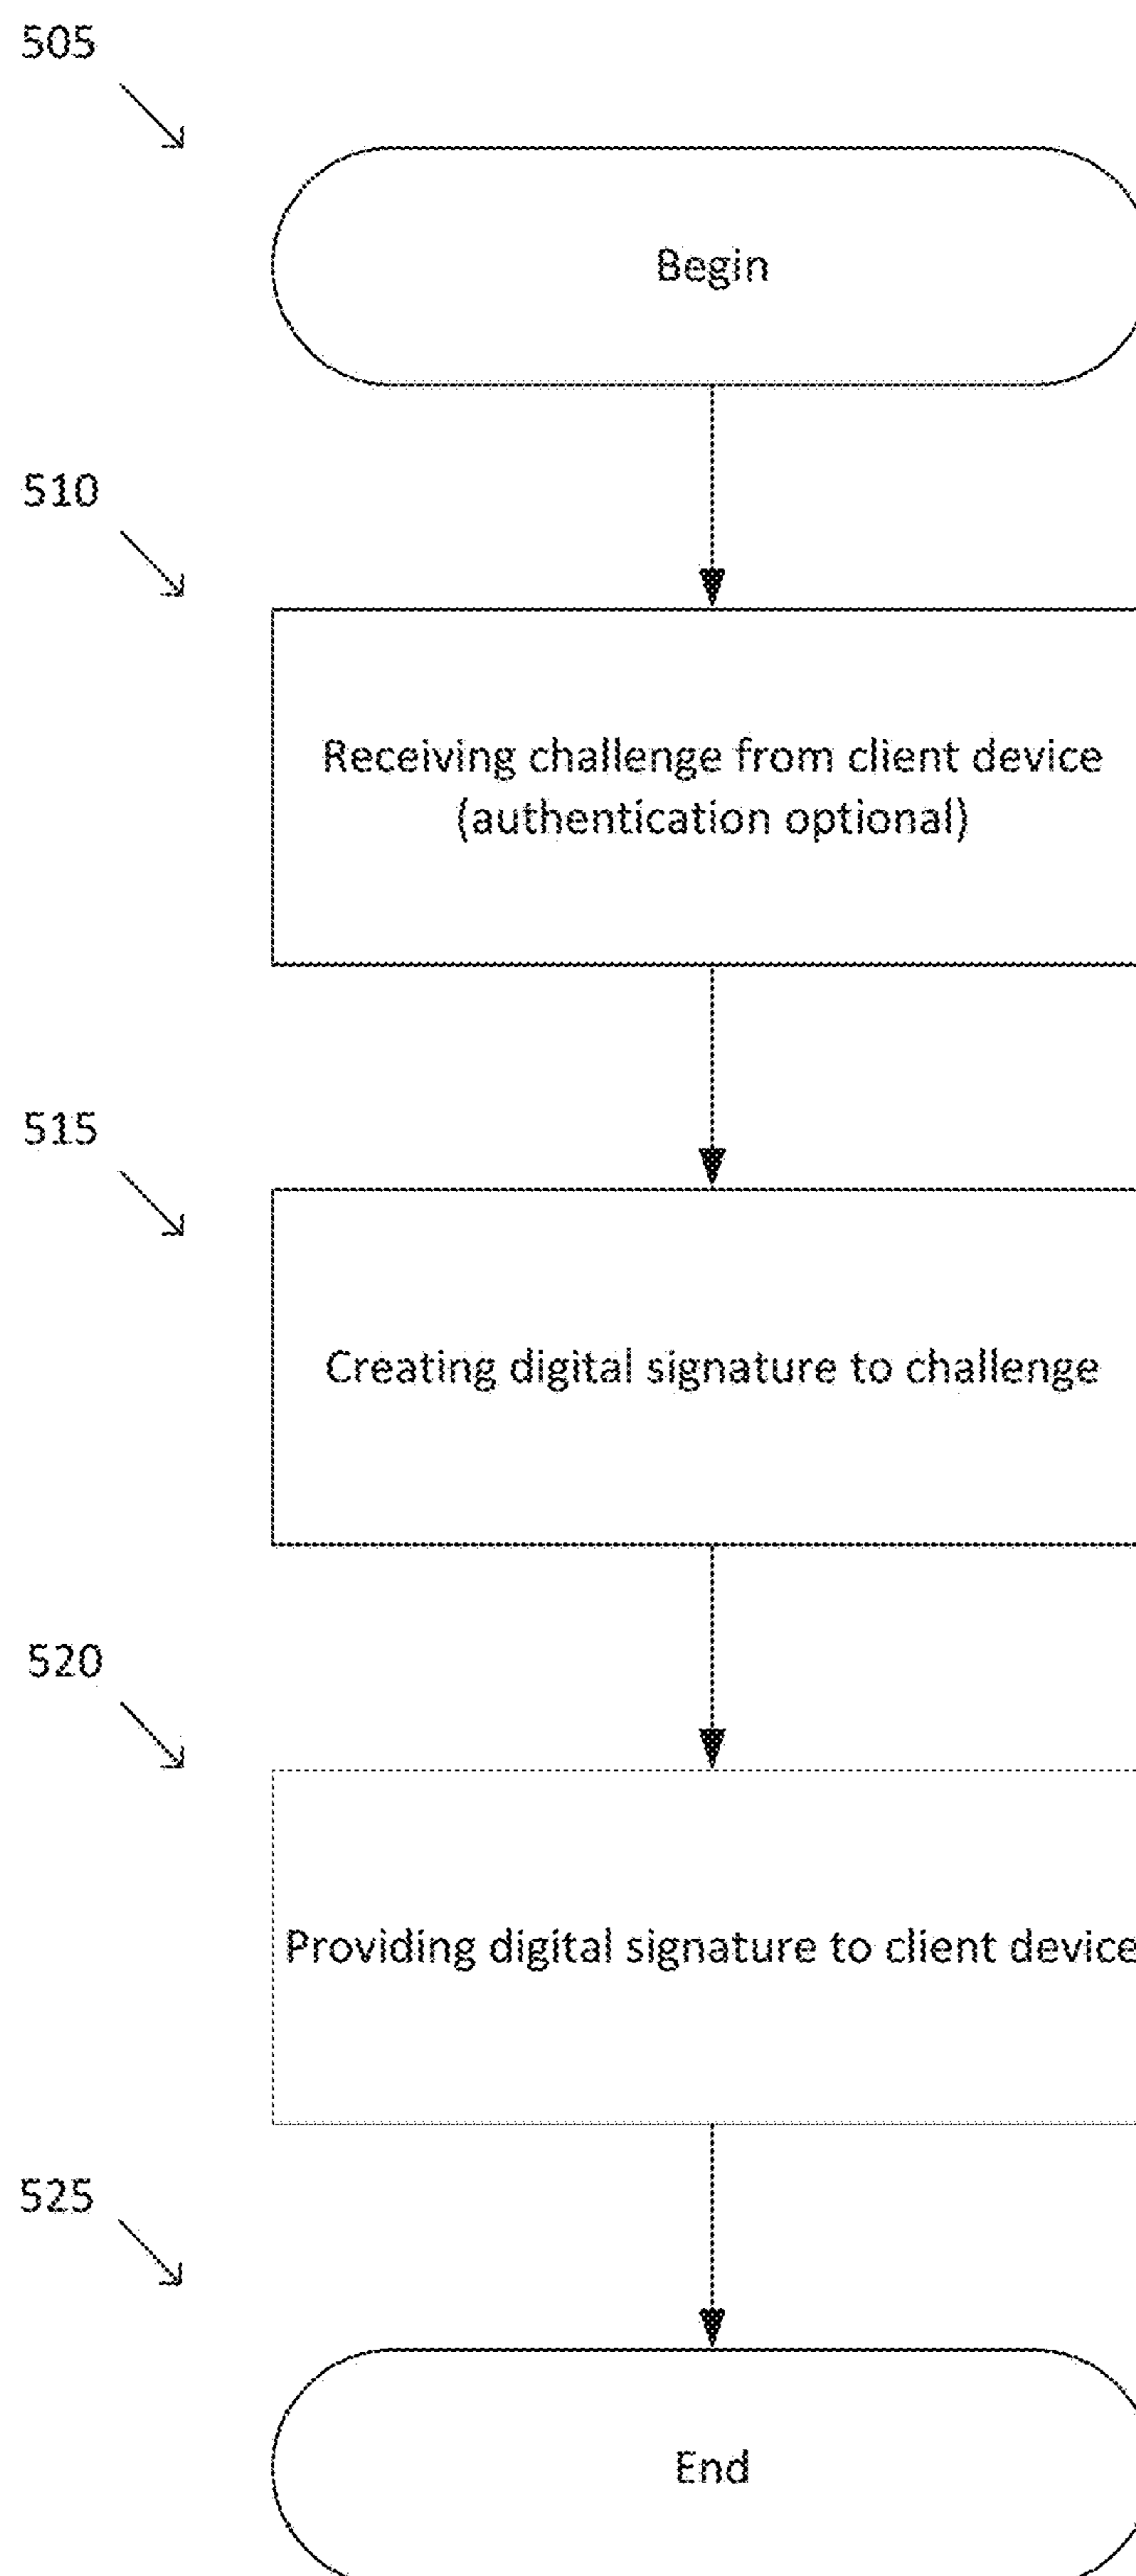 505
Begin
510
Receiving challenge from client device
(authentication optional)
515
Creating digital signature to challenge
520
Providing digital signature to client device
525
End